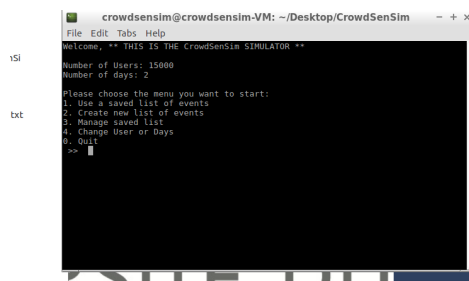 crowdsensim@crowdsensim-VM: ~/Desktop/CrowdSenSim
File Edit Tabs Help
Welcome, ** THIS IS THE CrowdSenSim SIMULATOR **
Number of Users: 15000
Number of days: 2
Please choose the menu you want to start:
1. Use a saved list of events
2. Create new list of events
3. Manage saved list
4. Change User or Days
0. Quit
>>
txt